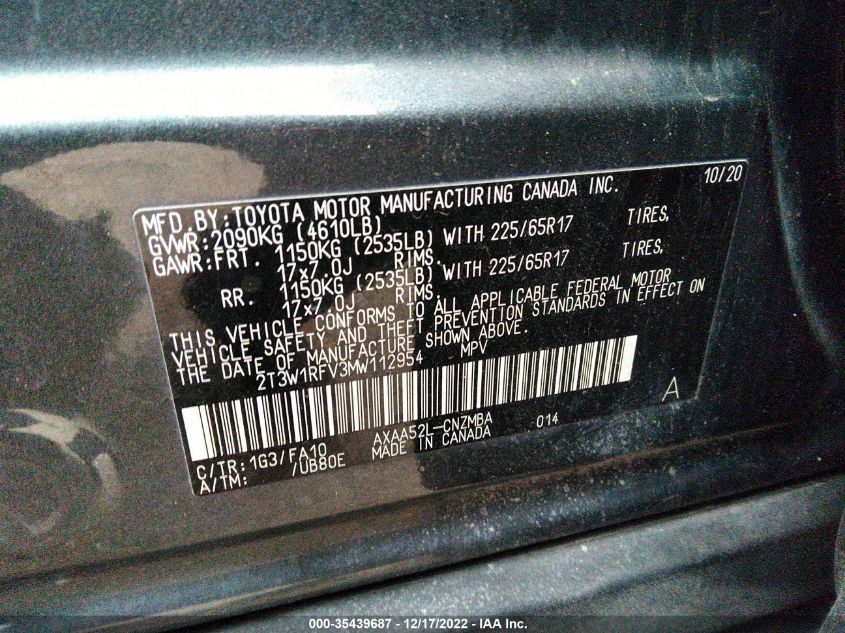 MFD. BY: TOYOTA MOTOR MANUFACTURING CANADA INC. 10/20
GVWR: 2090KG (4610LB)
GAWR: FRT. 1150KG (2535LB) WITH 225/65R17 TIRES,
17x7.0J RIMS.
RR. 1150KG (2535LB) WITH 225/65R17 TIRES,
17x7.0J RIMS.
THIS VEHICLE CONFORMS TO ALL APPLICABLE FEDERAL MOTOR
VEHICLE SAFETY AND THEFT PREVENTION STANDARDS IN EFFECT ON
THE DATE OF MANUFACTURE SHOWN ABOVE.
2T3W1RFV3MW112954 MPV
A
C/TR: 1G3/FA10 AXAA52L-CNZMBA 014
A/TM: /UB80E MADE IN CANADA
000-35439687 - 12/17/2022 - IAA Inc.